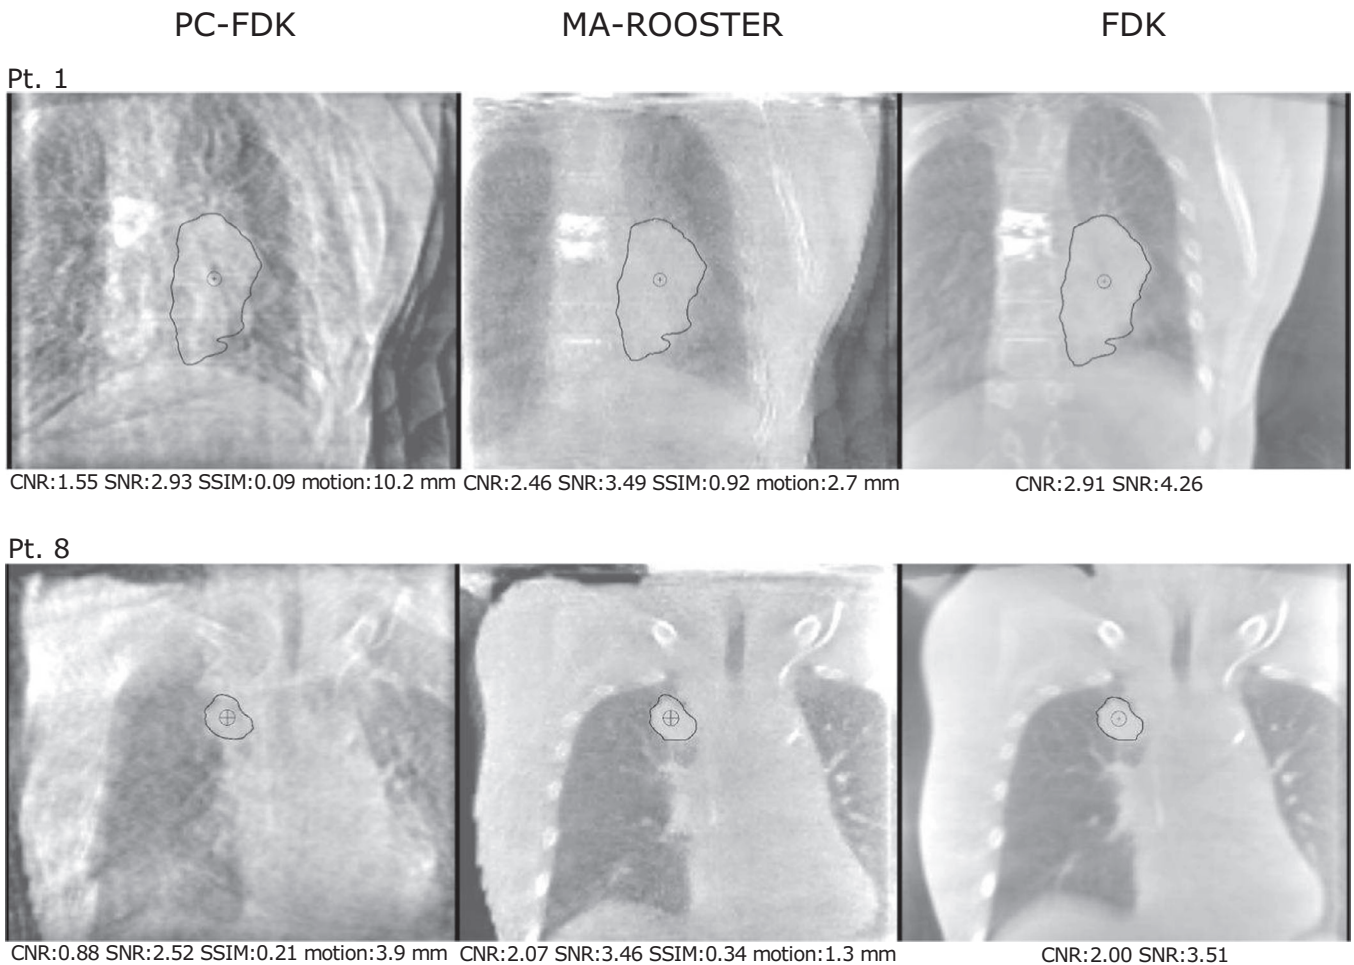 PC-FDK MA-ROOSTER FDK
Pt. 1
CNR:1.55 SNR:2.93 SSIM:0.09 motion:10.2 mm CNR:2.46 SNR:3.49 SSIM:0.92 motion:2.7 mm CNR:2.91 SNR:4.26
Pt. 8
CNR:0.88 SNR:2.52 SSIM:0.21 motion:3.9 mm CNR:2.07 SNR:3.46 SSIM:0.34 motion:1.3 mm CNR:2.00 SNR:3.51